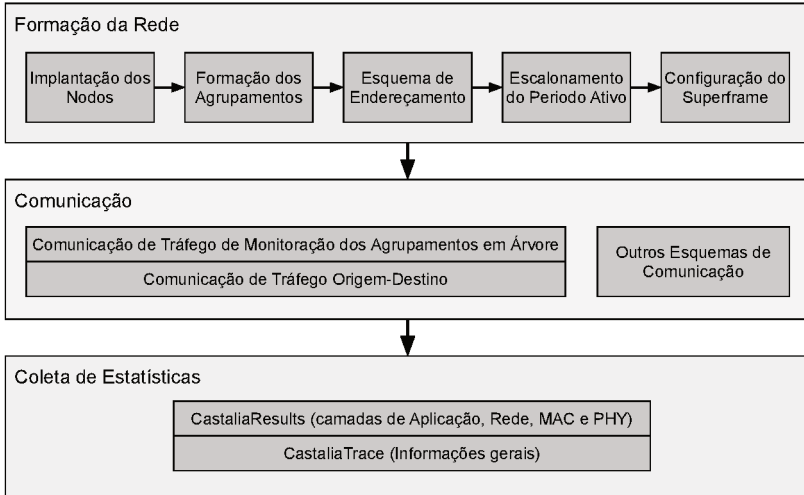 Formação da Rede
Implantação dos
Nodos
Formação dos
Agrupamentos
Esquema de
Endereçamento
Escalonamento
do Periodo Ativo
Configuração do
Superframe
Comunicação
Comunicação de Tráfego de Monitoração dos Agrupamentos em Árvore
Comunicação de Tráfego Origem-Destino
Outros Esquemas de
Comunicação
Coleta de Estatísticas
CastaliaResults (camadas de Aplicação, Rede, MAC e PHY)
CastaliaTrace (Informações gerais)